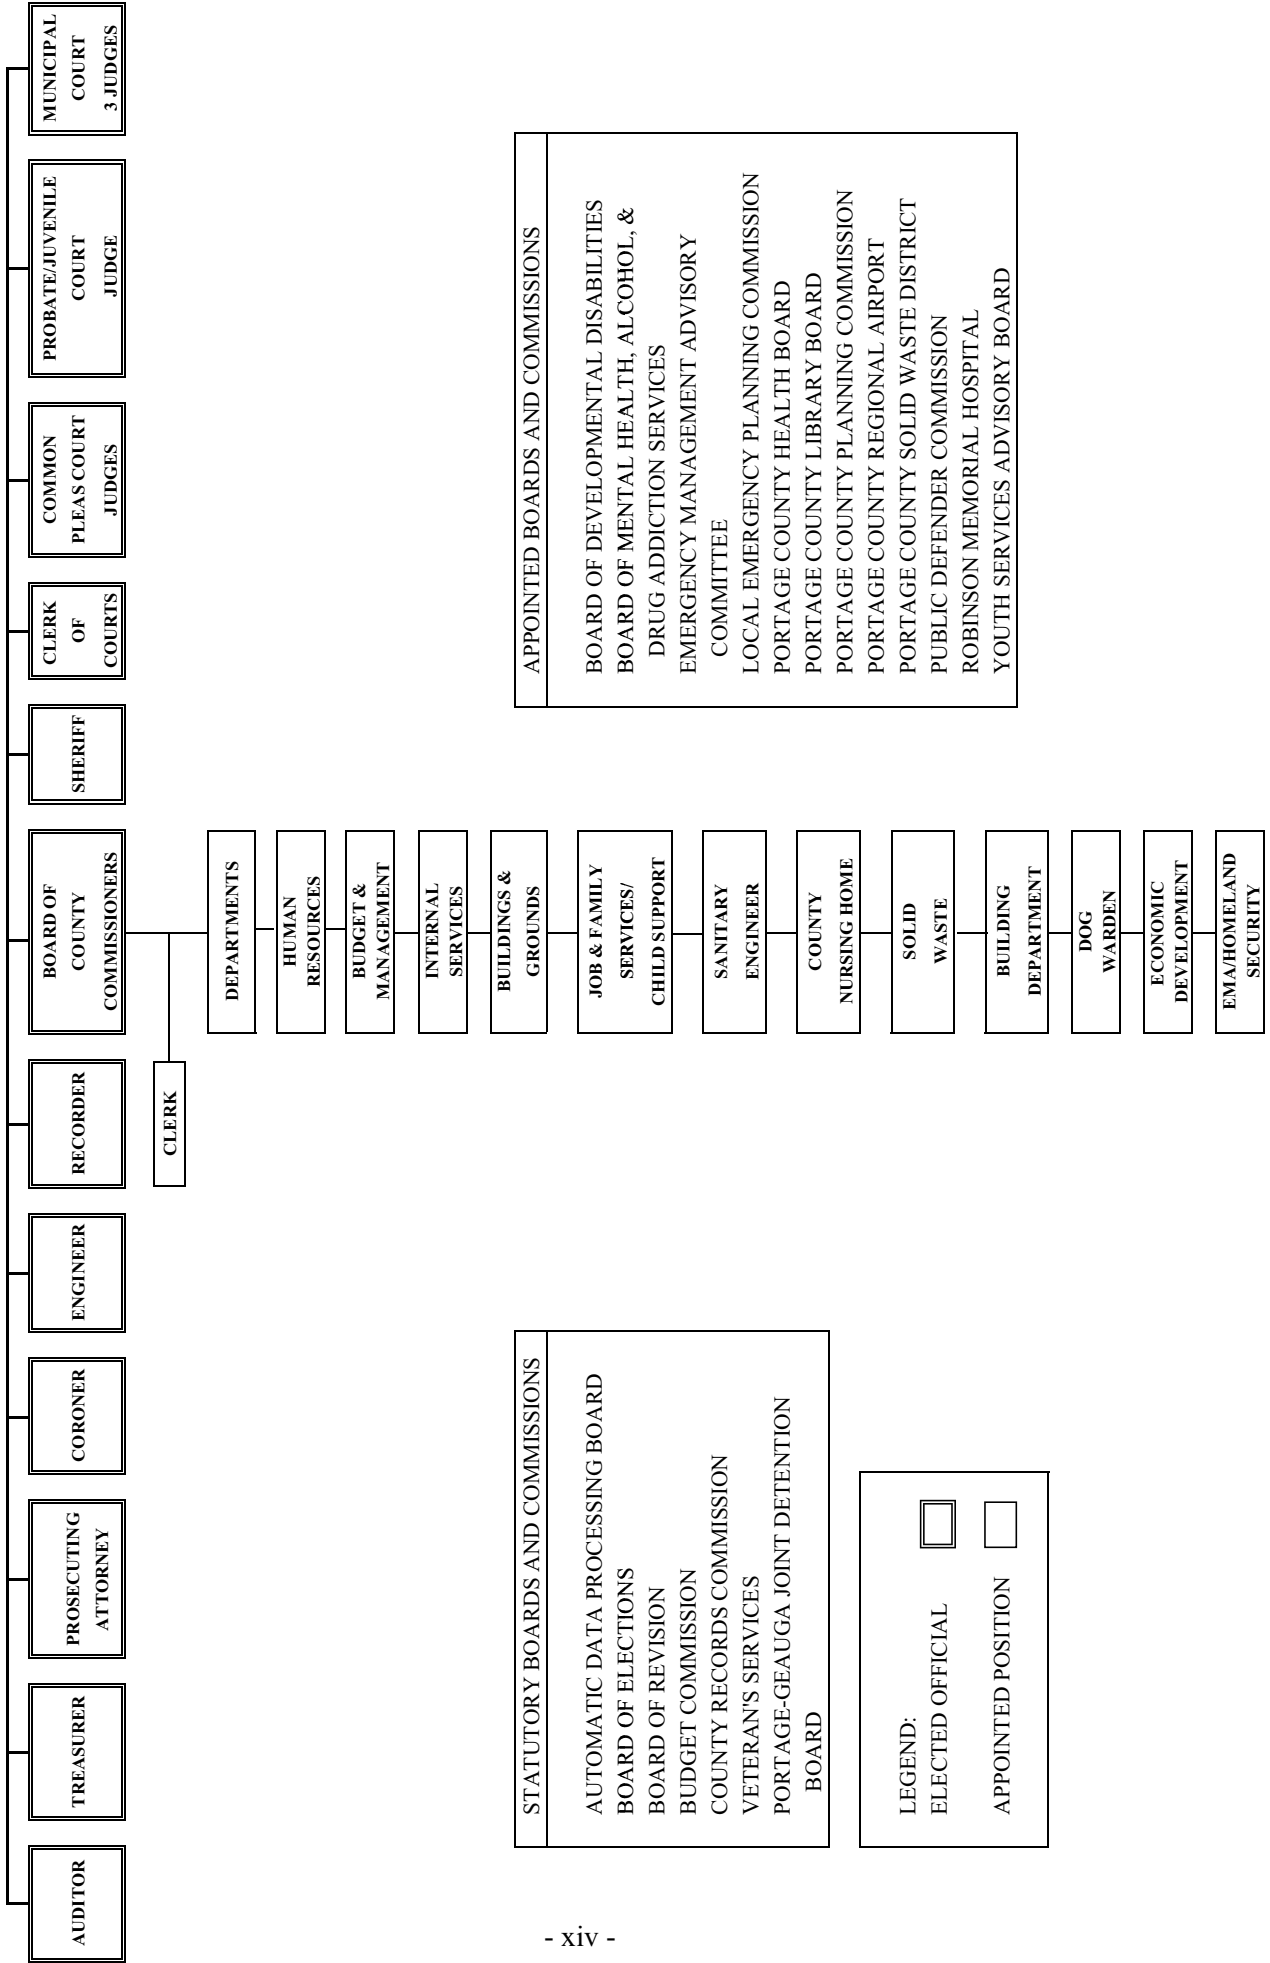 AUDITOR
TREASURER
PROSECUTING
ATTORNEY
CORONER
ENGINEER
RECORDER
BOARD OF
COUNTY
COMMISSIONERS
SHERIFF
CLERK
OF
COURTS
COMMON
PLEAS COURT
JUDGES
PROBATE/JUVENILE
COURT
JUDGE
MUNICIPAL
COURT
3 JUDGES
CLERK
DEPARTMENTS
HUMAN
RESOURCES
BUDGET &
MANAGEMENT
INTERNAL
SERVICES
BUILDINGS &
GROUNDS
JOB & FAMILY
SERVICES/
CHILD SUPPORT
SANITARY
ENGINEER
COUNTY
NURSING HOME
SOLID
WASTE
BUILDING
DEPARTMENT
DOG
WARDEN
ECONOMIC
DEVELOPMENT
EMA/HOMELAND
SECURITY
STATUTORY BOARDS AND COMMISSIONS
AUTOMATIC DATA PROCESSING BOARD
BOARD OF ELECTIONS
BOARD OF REVISION
BUDGET COMMISSION
COUNTY RECORDS COMMISSION
VETERAN'S SERVICES
PORTAGE-GEAUGA JOINT DETENTION
BOARD
LEGEND:
ELECTED OFFICIAL
APPOINTED POSITION
APPOINTED BOARDS AND COMMISSIONS
BOARD OF DEVELOPMENTAL DISABILITIES
BOARD OF MENTAL HEALTH, ALCOHOL, &
DRUG ADDICTION SERVICES
EMERGENCY MANAGEMENT ADVISORY
COMMITTEE
LOCAL EMERGENCY PLANNING COMMISSION
PORTAGE COUNTY HEALTH BOARD
PORTAGE COUNTY LIBRARY BOARD
PORTAGE COUNTY PLANNING COMMISSION
PORTAGE COUNTY REGIONAL AIRPORT
PORTAGE COUNTY SOLID WASTE DISTRICT
PUBLIC DEFENDER COMMISSION
ROBINSON MEMORIAL HOSPITAL
YOUTH SERVICES ADVISORY BOARD
- xiv -